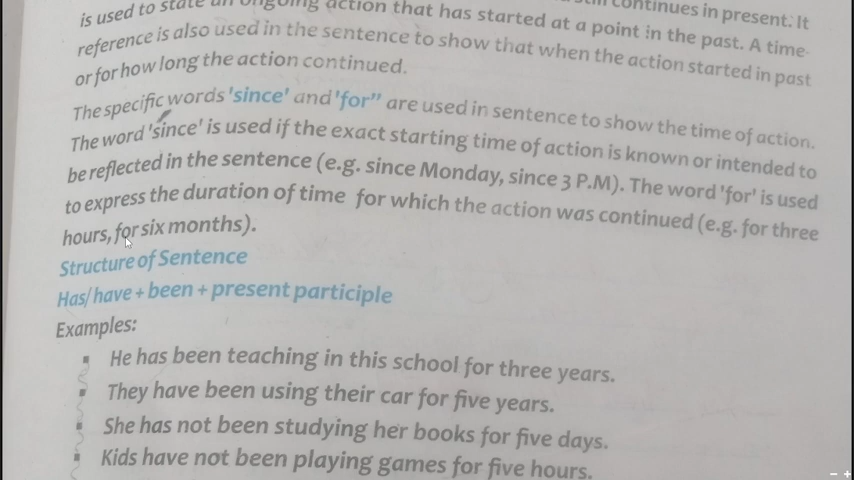 continues in present. It
is used to state an ongoing action that has started at a point in the past. A time
reference is also used in the sentence to show that when the action started in past
or for how long the action continued.
The specific words 'since' and 'for" are used in sentence to show the time of action.
The word 'since' is used if the exact starting time of action is known or intended to
be reflected in the sentence (e.g. since Monday, since 3 P.M). The word 'for' is used
to express the duration of time for which the action was continued (e.g. for three
hours, for six months).
Structure of Sentence
Has/ have + been + present participle
Examples:
▪ He has been teaching in this school for three years.
▪ They have been using their car for five years.
▪ She has not been studying her books for five days.
▪ Kids have not been playing games for five hours.